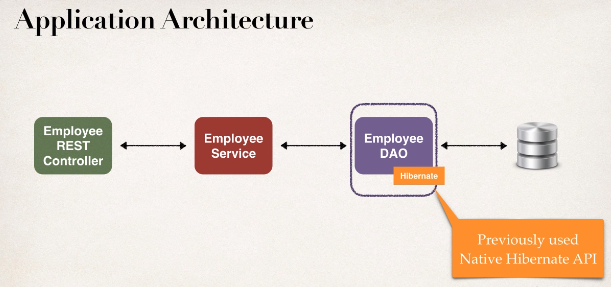 Application Architecture
Employee
REST
Controller
Employee
Service
Employee
DAO
Hibernate
Previously used
Native Hibernate API